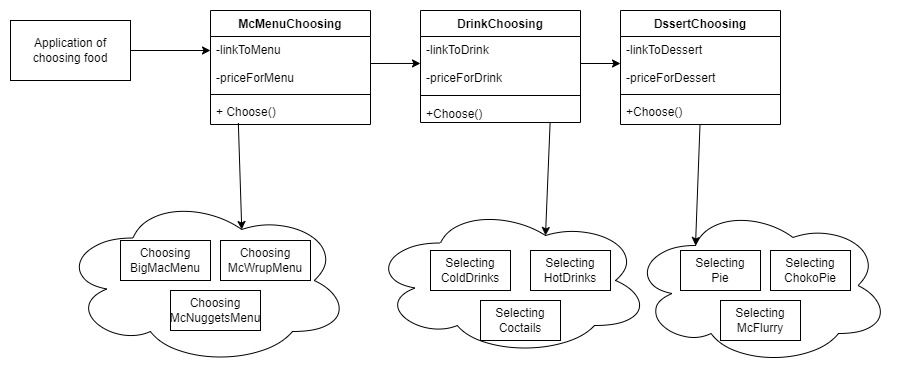 McMenuChoosing
DrinkChoosing
DssertChoosing
Application of
choosing food
-linkToMenu
-priceForMenu
+ Choose()
-linkToDrink
-priceForDrink
+Choose()
-linkToDessert
-priceForDessert
+Choose()
Choosing
BigMacMenu
Choosing
McWrupMenu
Choosing
McNuggetsMenu
Selecting
ColdDrinks
Selecting
HotDrinks
Selecting
Coctails
Selecting
Pie
Selecting
ChokoPie
Selecting
McFlurry